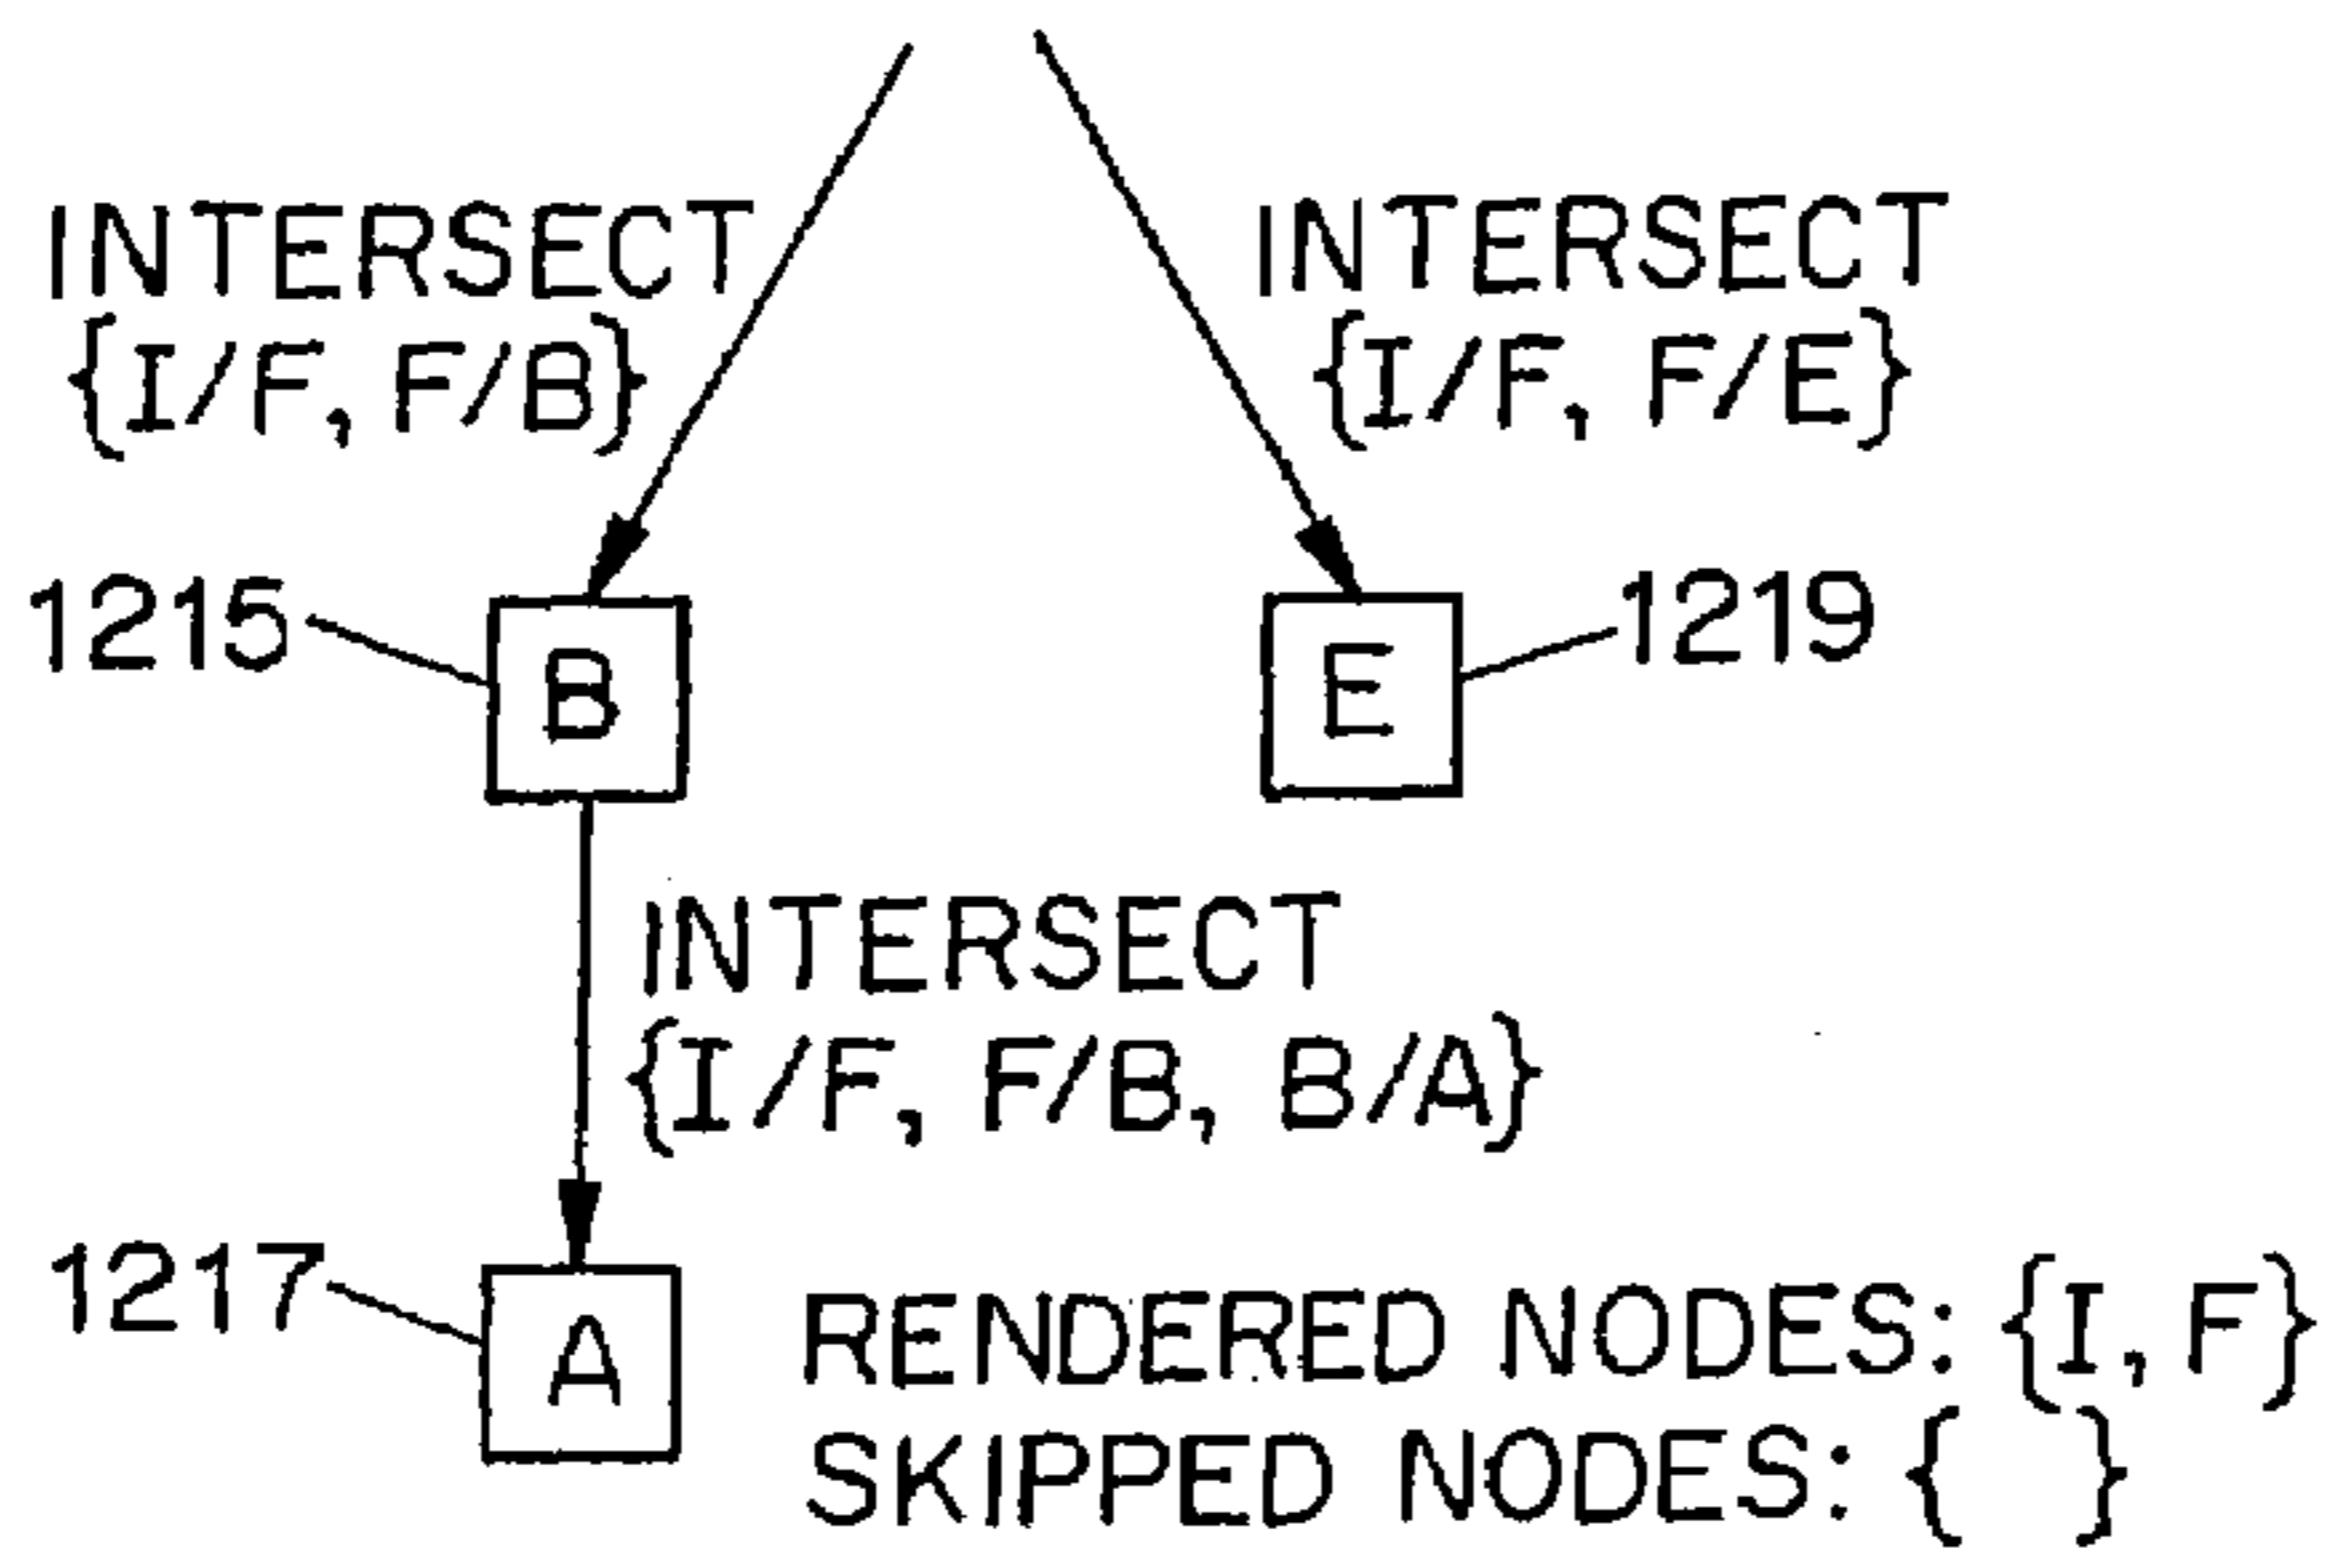 INTERSECT
{I/F, F/B}
INTERSECT
{I/F, F/E}
1215
B
E
1219
INTERSECT
{I/F, F/B, B/A}
1217
A
RENDERED NODES: {I, F}
SKIPPED NODES: { }